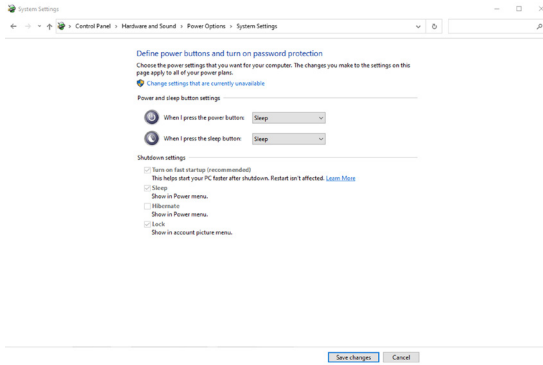 System Settings
Control Panel > Hardware and Sound > Power Options > System Settings
Define power buttons and turn on password protection
Choose the power settings that you want for your computer. The changes you make to the settings on this
page apply to all of your power plans.
Change settings that are currently unavailable
Power and sleep button settings
When I press the power button: Sleep
When I press the sleep button: Sleep
Shutdown settings
Turn on fast startup (recommended)
This helps start your PC faster after shutdown. Restart isn't affected. Learn More
Sleep
Show in Power menu.
Hibernate
Show in Power menu.
Lock
Show in account picture menu.
Save changes Cancel